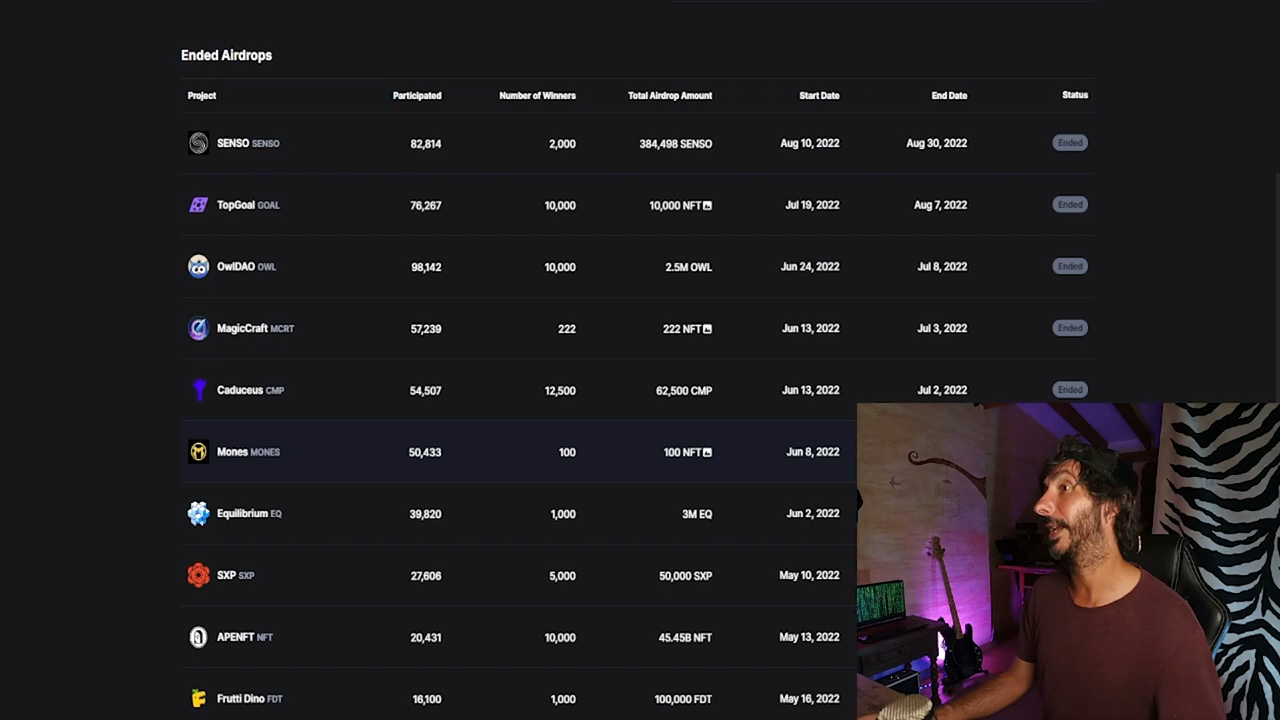 Ended Airdrops
Project Participated Number of Winners Total Airdrop Amount Start Date End Date Status
SENSO SENSO 82,814 2,000 384,498 SENSO Aug 10, 2022 Aug 30, 2022 Ended
TopGoal GOAL 76,267 10,000 10,000 NFT Jul 19, 2022 Aug 7, 2022 Ended
OwlDAO OWL 98,142 10,000 2.5M OWL Jun 24, 2022 Jul 8, 2022 Ended
MagicCraft MCRT 57,239 222 222 NFT Jun 13, 2022 Jul 3, 2022 Ended
Caduceus CMP 54,507 12,500 62,500 CMP Jun 13, 2022 Jul 2, 2022 Ended
Mones MONES 50,433 100 100 NFT Jun 8, 2022
Equilibrium EQ 39,820 1,000 3M EQ Jun 2, 2022
SXP SXP 27,606 5,000 50,000 SXP May 10, 2022
APENFT NFT 20,431 10,000 45.45B NFT May 13, 2022
Frutti Dino FDT 16,100 1,000 100,000 FDT May 16, 2022